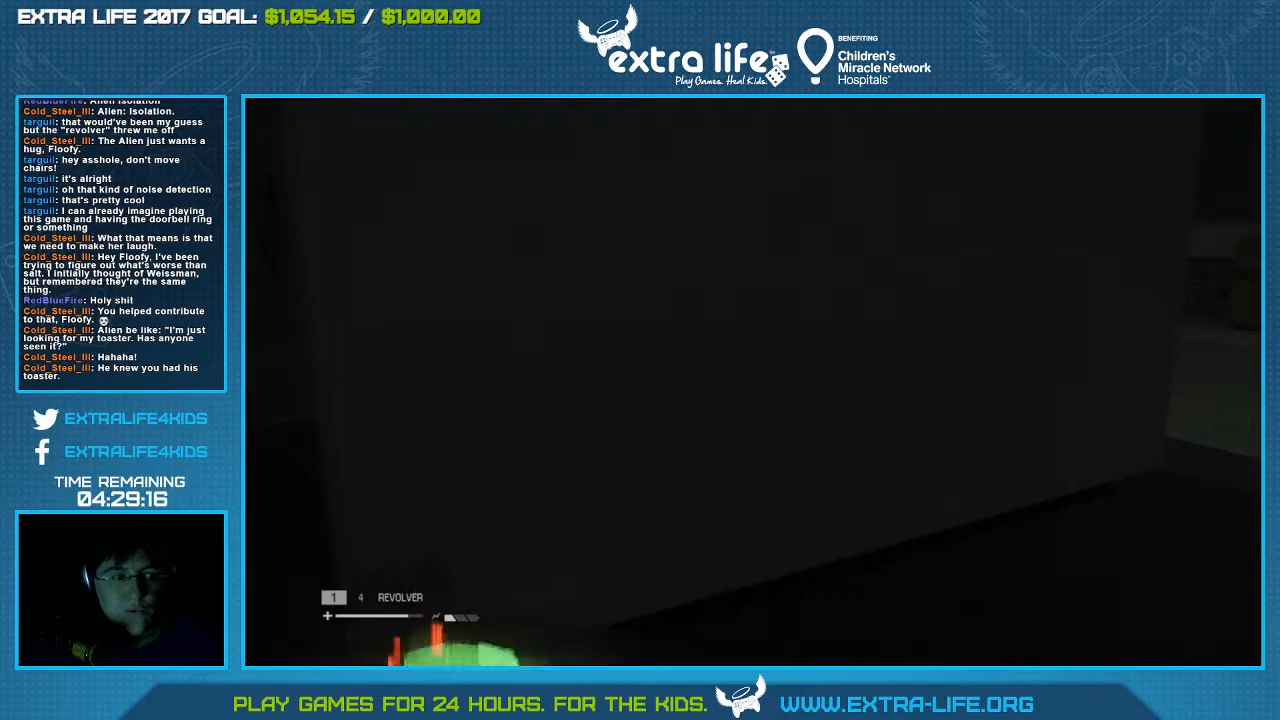 EXTRA LIFE 2017 GOAL: $1,054.15 / $1,000.00
extra life
Play Games. Heal Kids.
BENEFITING
Children's
Miracle Network
Hospitals
RedBlueFire: Alien Isolation
Cold_Steel_III: Alien: Isolation.
targuil: that would've been my guess
but the "revolver" threw me off
Cold_Steel_III: The Alien just wants a
hug, Floofy.
targuil: hey asshole, don't move
chairs!
targuil: it's alright
targuil: oh that kind of noise detection
targuil: that's pretty cool
targuil: I can already imagine playing
this game and having the doorbell ring
or something
Cold_Steel_III: What that means is that
we need to make her laugh.
Cold_Steel_III: Hey Floofy, I've been
trying to figure out what's worse than
salt. I initially thought of Weissman,
but remembered they're the same
thing.
RedBlueFire: Holy shit
Cold_Steel_III: You helped contribute
to that, Floofy.
Cold_Steel_III: Alien be like: "I'm just
looking for my toaster. Has anyone
seen it?"
Cold_Steel_III: Hahaha!
Cold_Steel_III: He knew you had his
toaster.
EXTRALIFE4KIDS
EXTRALIFE4KIDS
TIME REMAINING
04:29:16
1 4 REVOLVER
PLAY GAMES FOR 24 HOURS. FOR THE KIDS. WWW.EXTRA-LIFE.ORG